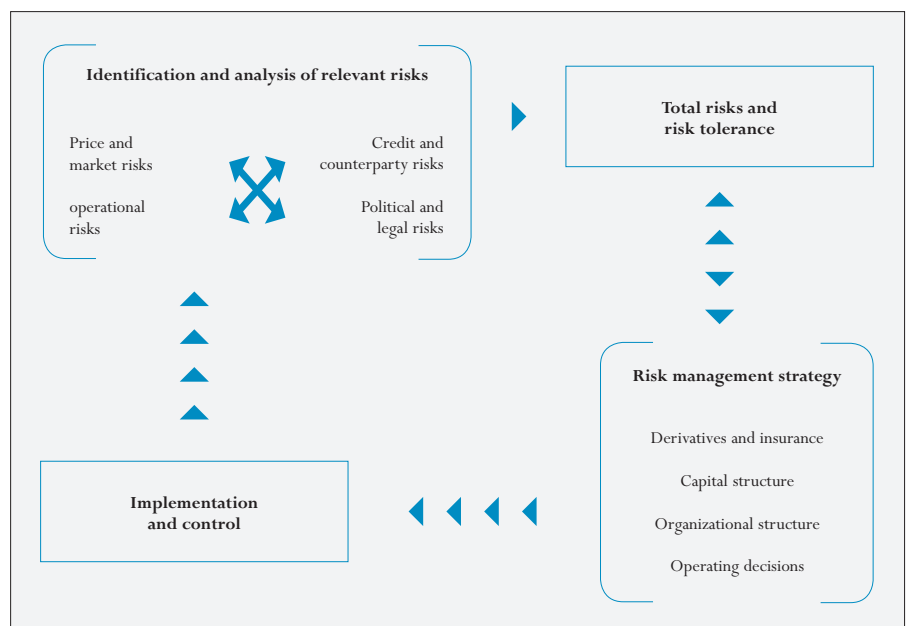 Identification and analysis of relevant risks
Price and
market risks
Credit and
counterparty risks
operational
risks
Political and
legal risks
Total risks and
risk tolerance
Risk management strategy
Derivatives and insurance
Capital structure
Organizational structure
Operating decisions
Implementation
and control